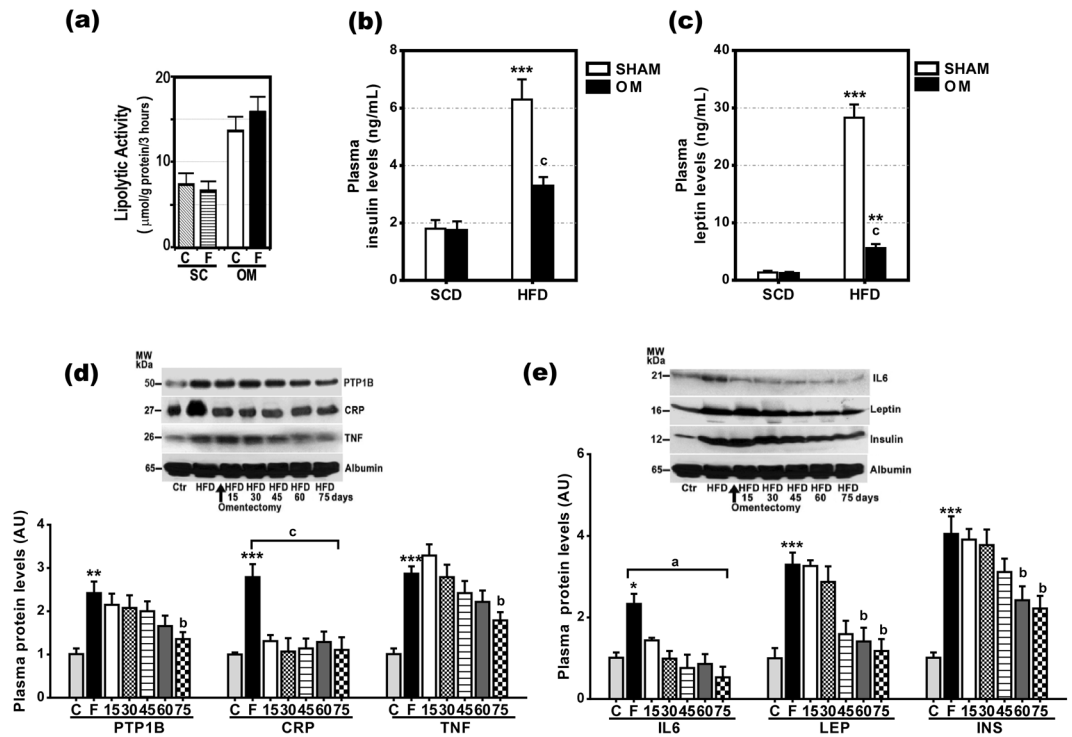 (a)
Lipolytic Activity
( μmol/g protein/3 hours )
20
10
0
C F C F
SC OM
(b)
Plasma
insulin levels (ng/mL)
8
6
4
2
0
***
c
SHAM
OM
SCD HFD
(c)
Plasma
leptin levels (ng/mL)
40
30
20
10
0
***
**
c
SHAM
OM
SCD HFD
(d)
MW
kDa
50 PTP1B
27 CRP
26 TNF
65 Albumin
Ctr HFD HFD HFD HFD HFD HFD
15 30 45 60 75 days
Omentectomy
Plasma protein levels (AU)
4
3
2
1
0
**
b
***
c
***
b
C F 15 30 45 60 75 C F 15 30 45 60 75 C F 15 30 45 60 75
PTP1B CRP TNF
(e)
MW
kDa
21 IL6
16 Leptin
12 Insulin
65 Albumin
Ctr HFD HFD HFD HFD HFD HFD
15 30 45 60 75 days
Omentectomy
Plasma protein levels (AU)
6
4
2
0
*
a
***
b b
***
b b
C F 15 30 45 60 75 C F 15 30 45 60 75 C F 15 30 45 60 75
IL6 LEP INS